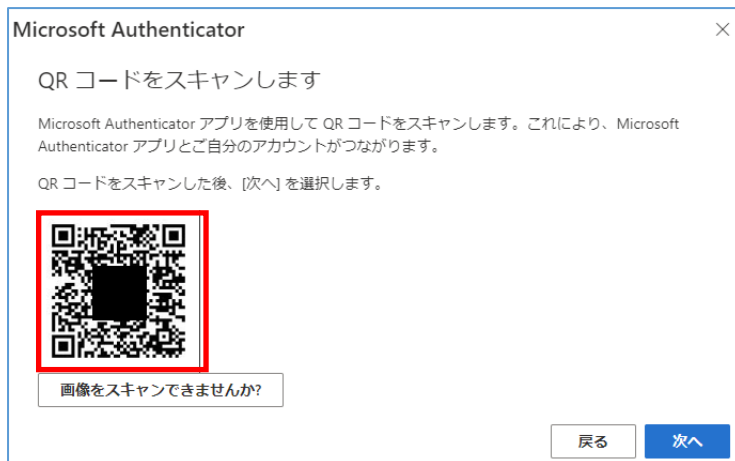 Microsoft Authenticator
QR コードをスキャンします
Microsoft Authenticator アプリを使用して QR コードをスキャンします。これにより、Microsoft
Authenticator アプリとご自分のアカウントがつながります。
QR コードをスキャンした後、[次へ] を選択します。
画像をスキャンできませんか?
戻る
次へ